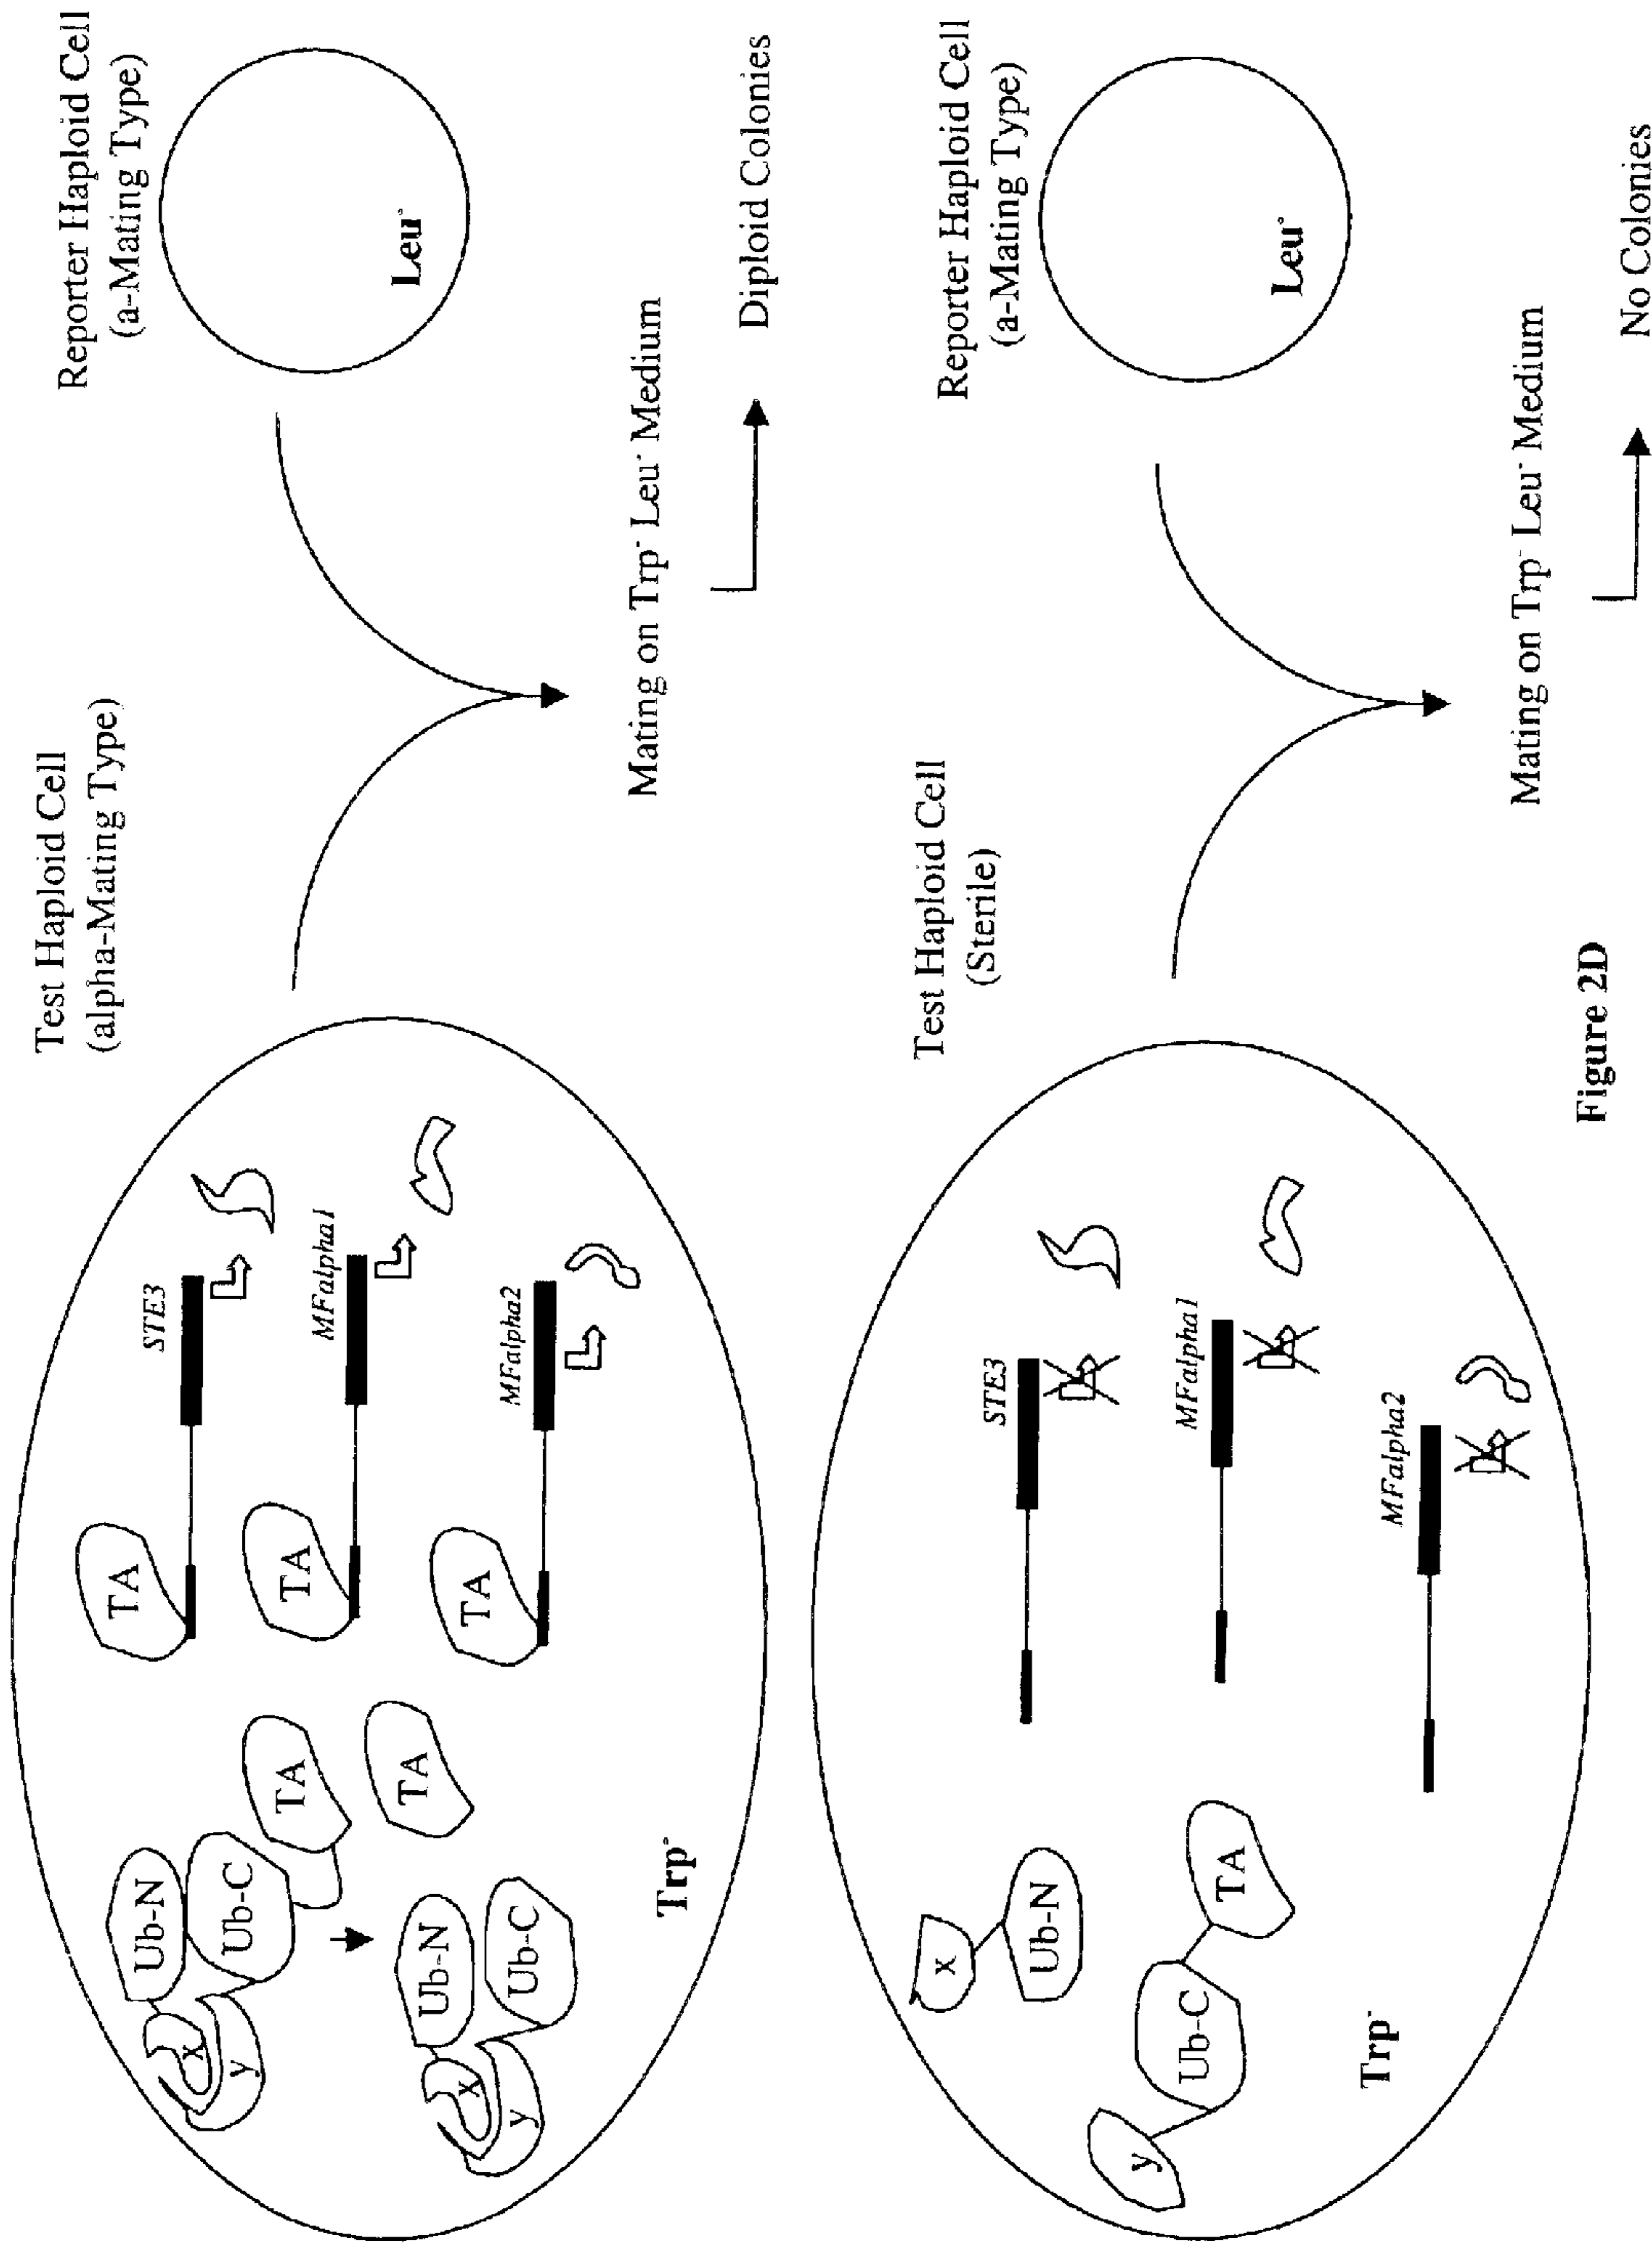 Test Haploid Cell
(alpha-Mating Type)
Reporter Haploid Cell
(a-Mating Type)
Ub-N
Ub-C
TA
x
y
TA
STE3
TA
MFalpha1
TA
MFalpha2
TA
Ub-N
Ub-C
x
y
Trp-
Leu-
Mating on Trp- Leu- Medium
Diploid Colonies
Test Haploid Cell
(Sterile)
Reporter Haploid Cell
(a-Mating Type)
x
Ub-N
STE3
y
Ub-C
TA
MFalpha1
MFalpha2
Trp-
Leu-
Mating on Trp- Leu- Medium
No Colonies
Figure 2D